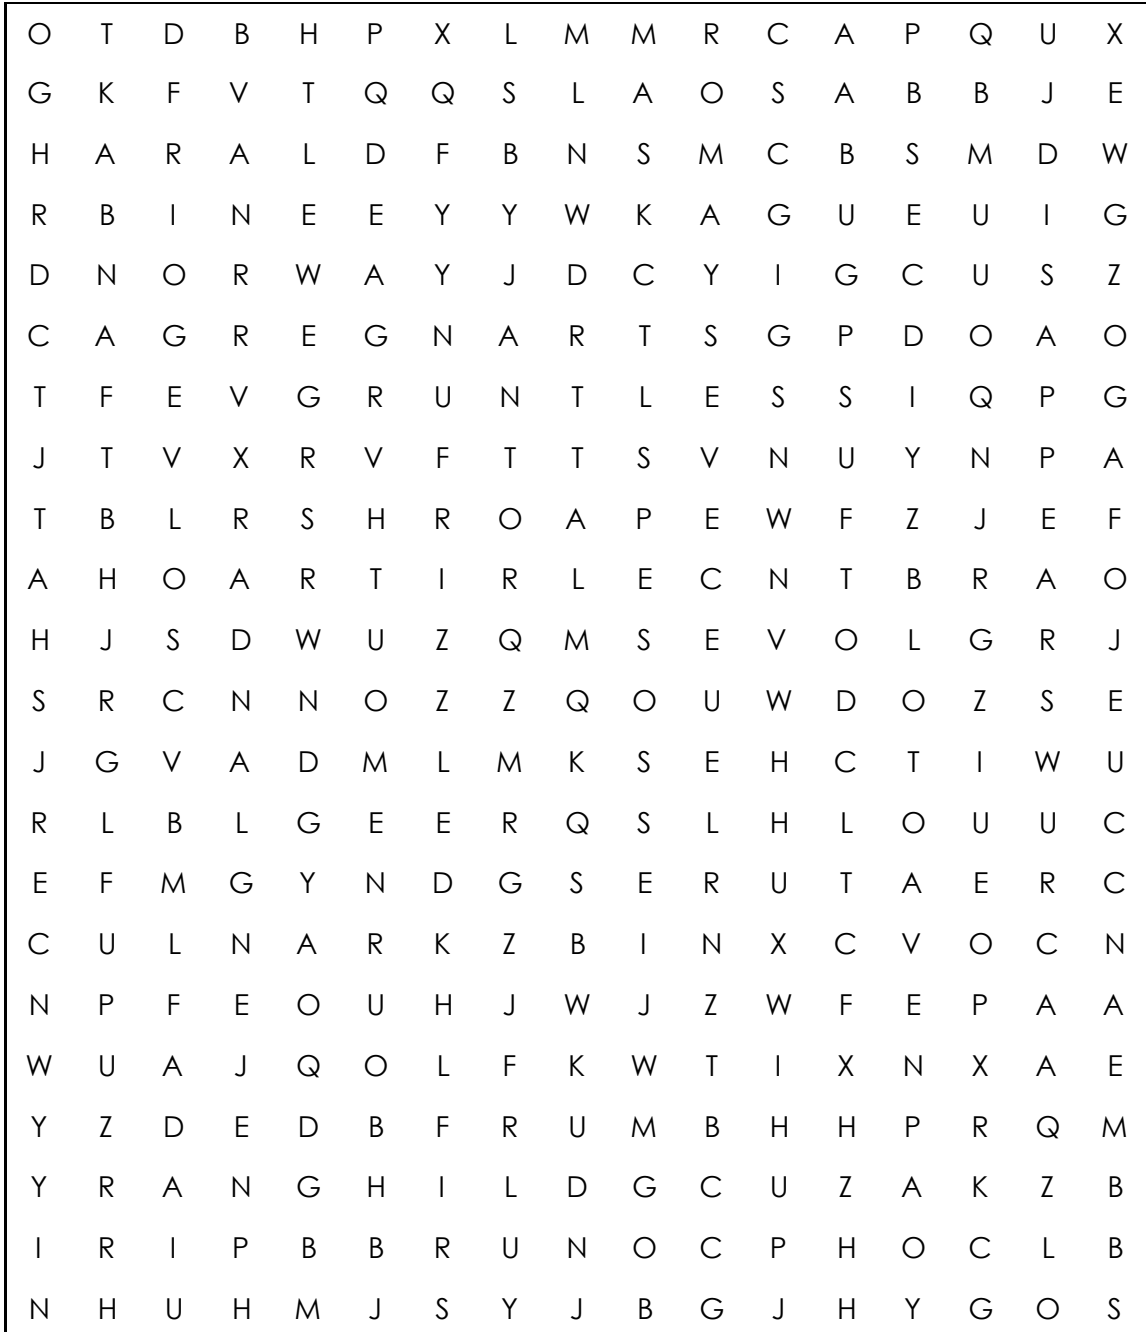 O T D B H P X L M M R C A P Q U X
G K F V T Q Q S L A O S A B B J E
H A R A L D F B N S M C B S M D W
R B I N E E Y Y W K A G U E U I G
D N O R W A Y J D C Y I G C U S Z
C A G R E G N A R T S G P D O A O
T F E V G R U N T L E S S I Q P G
J T V X R V F T T S V N U Y N P A
T B L R S H R O A P E W F Z J E F
A H O A R T I R L E C N T B R A O
H J S D W U Z Q M S E V O L G R J
S R C N N O Z Z Q O U W D O Z S E
J G V A D M L M K S E H C T I W U
R L B L G E E R Q S L H L O U U C
E F M G Y N D G S E R U T A E R C
C U L N A R K Z B I N X C V O C N
N P F E O U H J W J Z W F E P A A
W U A J Q O L F K W T I X N X A E
Y Z D E D B F R U M B H H P R Q M
Y R A N G H I L D G C U Z A K Z B
I R I P B B R U N O C P H O C L B
N H U H M J S Y J B G J H Y G O S